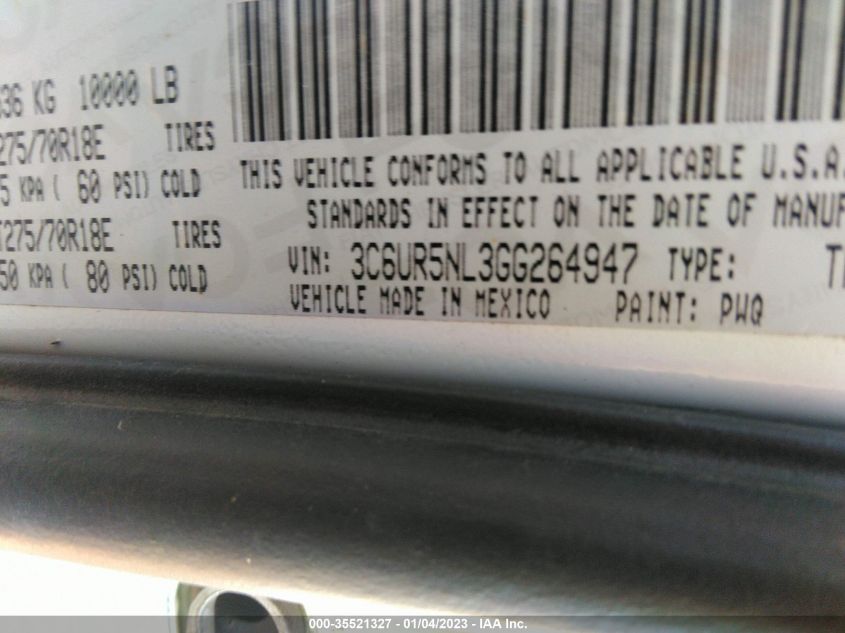 636 KG 10000 LB
275/70R18E TIRES
5 KPA ( 60 PSI) COLD
T275/70R18E TIRES
50 KPA ( 80 PSI) COLD
THIS VEHICLE CONFORMS TO ALL APPLICABLE U.S.A.
STANDARDS IN EFFECT ON THE DATE OF MANUF
VIN: 3C6UR5NL3GG264947 TYPE: T
VEHICLE MADE IN MEXICO PAINT: PWQ
000-35521327 - 01/04/2023 - IAA Inc.